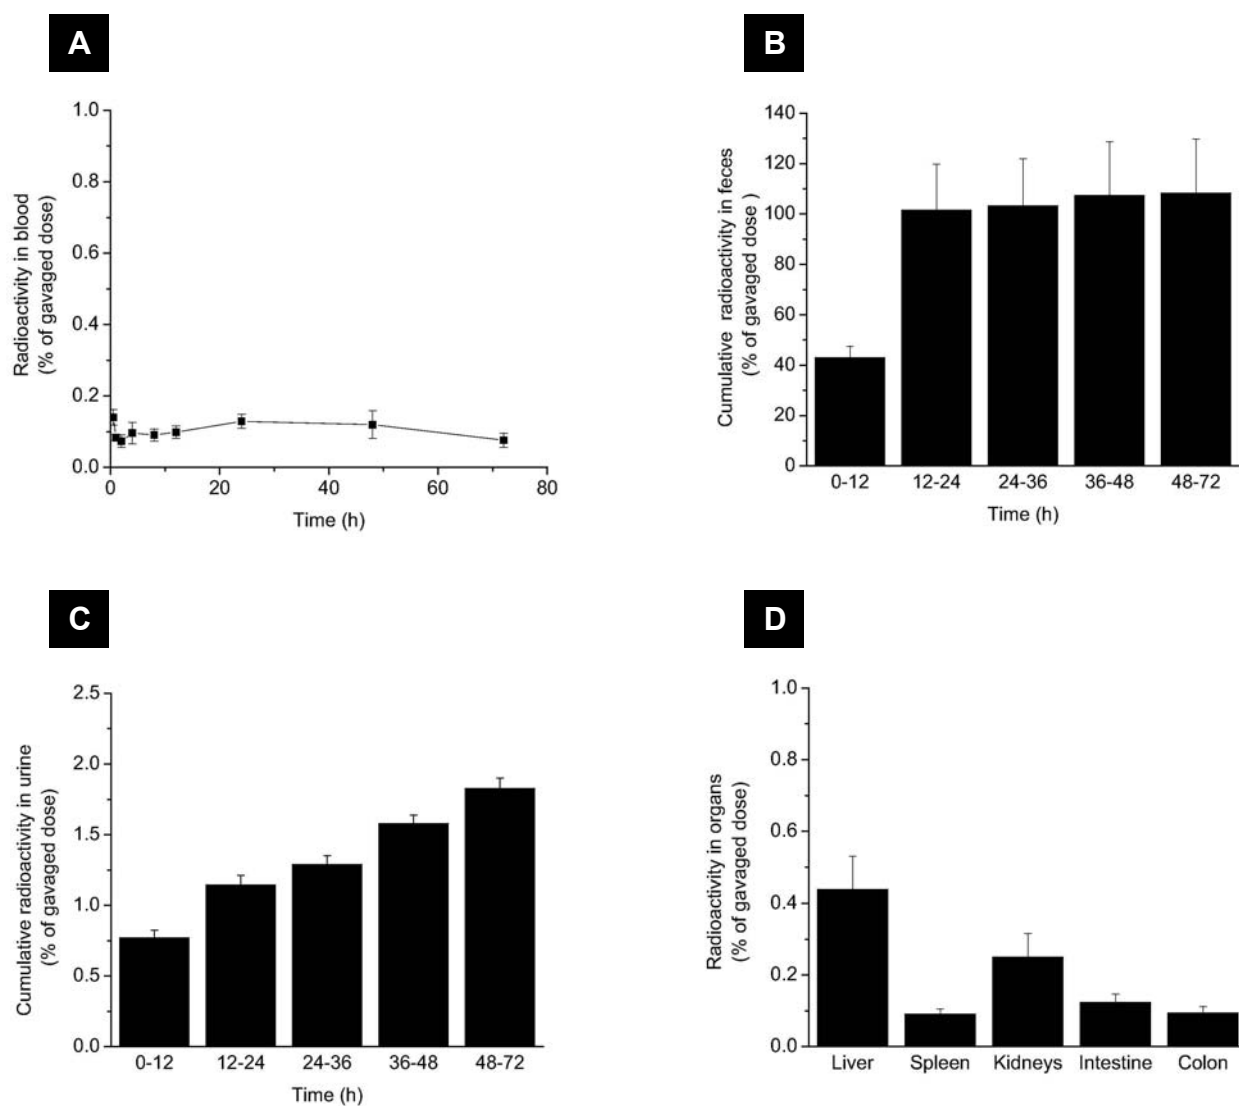 A
1.0
0.8
0.6
0.4
0.2
0.0
Radioactivity in blood
(% of gavaged dose)
0 20 40 60 80
Time (h)
B
140
120
100
80
60
40
20
0
Cumulative radioactivity in feces
(% of gavaged dose )
0-12 12-24 24-36 36-48 48-72
Time (h)
C
2.5
2.0
1.5
1.0
0.5
0.0
Cumulative radioactivity in urine
(% of gavaged dose)
0-12 12-24 24-36 36-48 48-72
Time (h)
D
1.0
0.8
0.6
0.4
0.2
0.0
Radioactivity in organs
(% of gavaged dose)
Liver Spleen Kidneys Intestine Colon